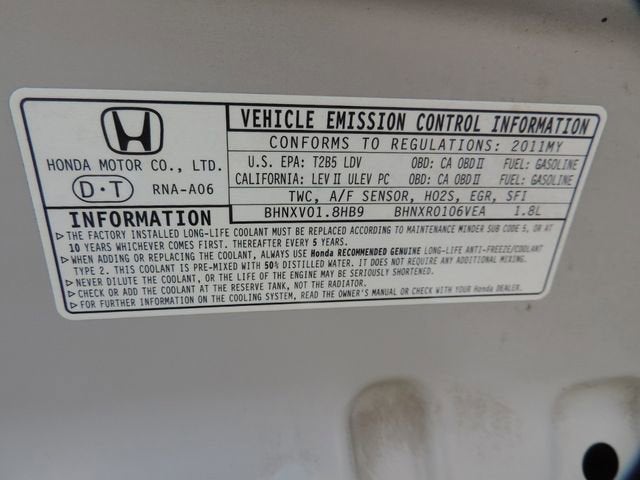 HONDA MOTOR CO., LTD.
D·T RNA-A06
VEHICLE EMISSION CONTROL INFORMATION
CONFORMS TO REGULATIONS: 2011MY
U.S. EPA: T2B5 LDV OBD: CA OBD II FUEL: GASOLINE
CALIFORNIA: LEV II ULEV PC OBD: CA OBD II FUEL: GASOLINE
TWC, A/F SENSOR, HO2S, EGR, SFI
BHNXV01.8HB9 BHNXR0106VEA 1.8L
INFORMATION
▷ THE FACTORY INSTALLED LONG-LIFE COOLANT MUST BE REPLACED ACCORDING TO MAINTENANCE MINDER SUB CODE 5, OR AT
10 YEARS WHICHEVER COMES FIRST. THEREAFTER EVERY 5 YEARS.
▷ WHEN ADDING OR REPLACING THE COOLANT, ALWAYS USE Honda RECOMMENDED GENUINE LONG-LIFE ANTI-FREEZE/COOLANT
TYPE 2. THIS COOLANT IS PRE-MIXED WITH 50% DISTILLED WATER. IT DOES NOT REQUIRE ANY ADDITIONAL MIXING.
▷ NEVER DILUTE THE COOLANT, OR THE LIFE OF THE ENGINE MAY BE SERIOUSLY SHORTENED.
▷ CHECK OR ADD THE COOLANT AT THE RESERVE TANK, NOT THE RADIATOR.
▷ FOR FURTHER INFORMATION ON THE COOLING SYSTEM, READ THE OWNER'S MANUAL OR CHECK WITH YOUR Honda DEALER.